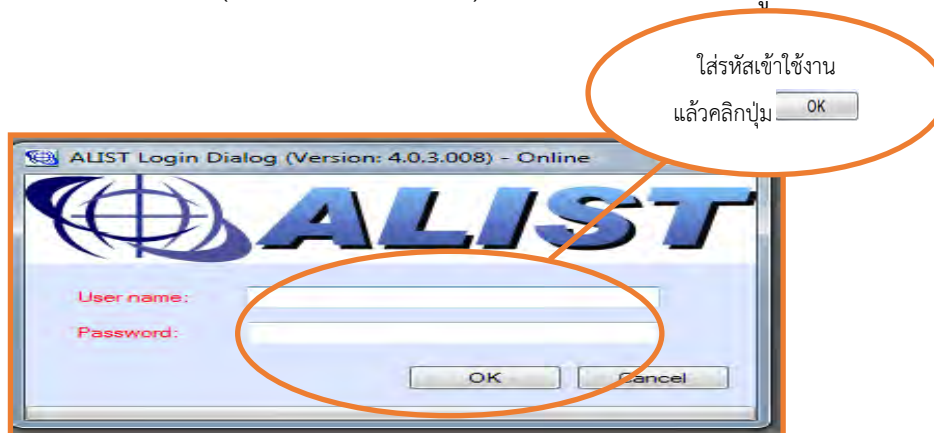 ใส่รหัสเข้าใช้งาน
แล้วคลิกปุ่ม OK
ALIST Login Dialog (Version: 4.0.3.008) - Online
ALIST
User name:
Password:
OK Cancel